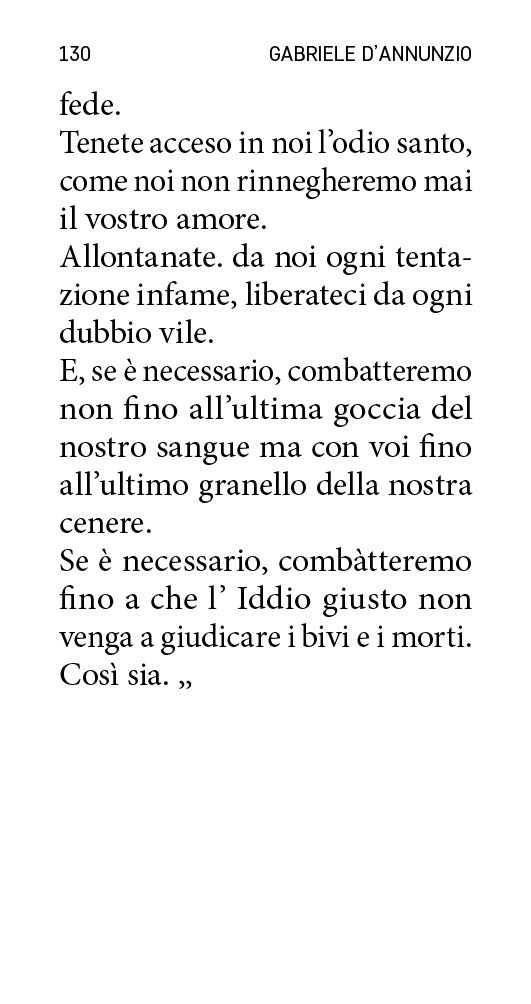 130 GABRIELE D’ANNUNZIO
fede.
Tenete acceso in noi l’odio santo,
come noi non rinnegheremo mai
il vostro amore.
Allontanate. da noi ogni tenta-
zione infame, liberateci da ogni
dubbio vile.
E, se è necessario, combatteremo
non fino all’ultima goccia del
nostro sangue ma con voi fino
all’ultimo granello della nostra
cenere.
Se è necessario, combàtteremo
fino a che l’ Iddio giusto non
venga a giudicare i bivi e i morti.
Così sia. „